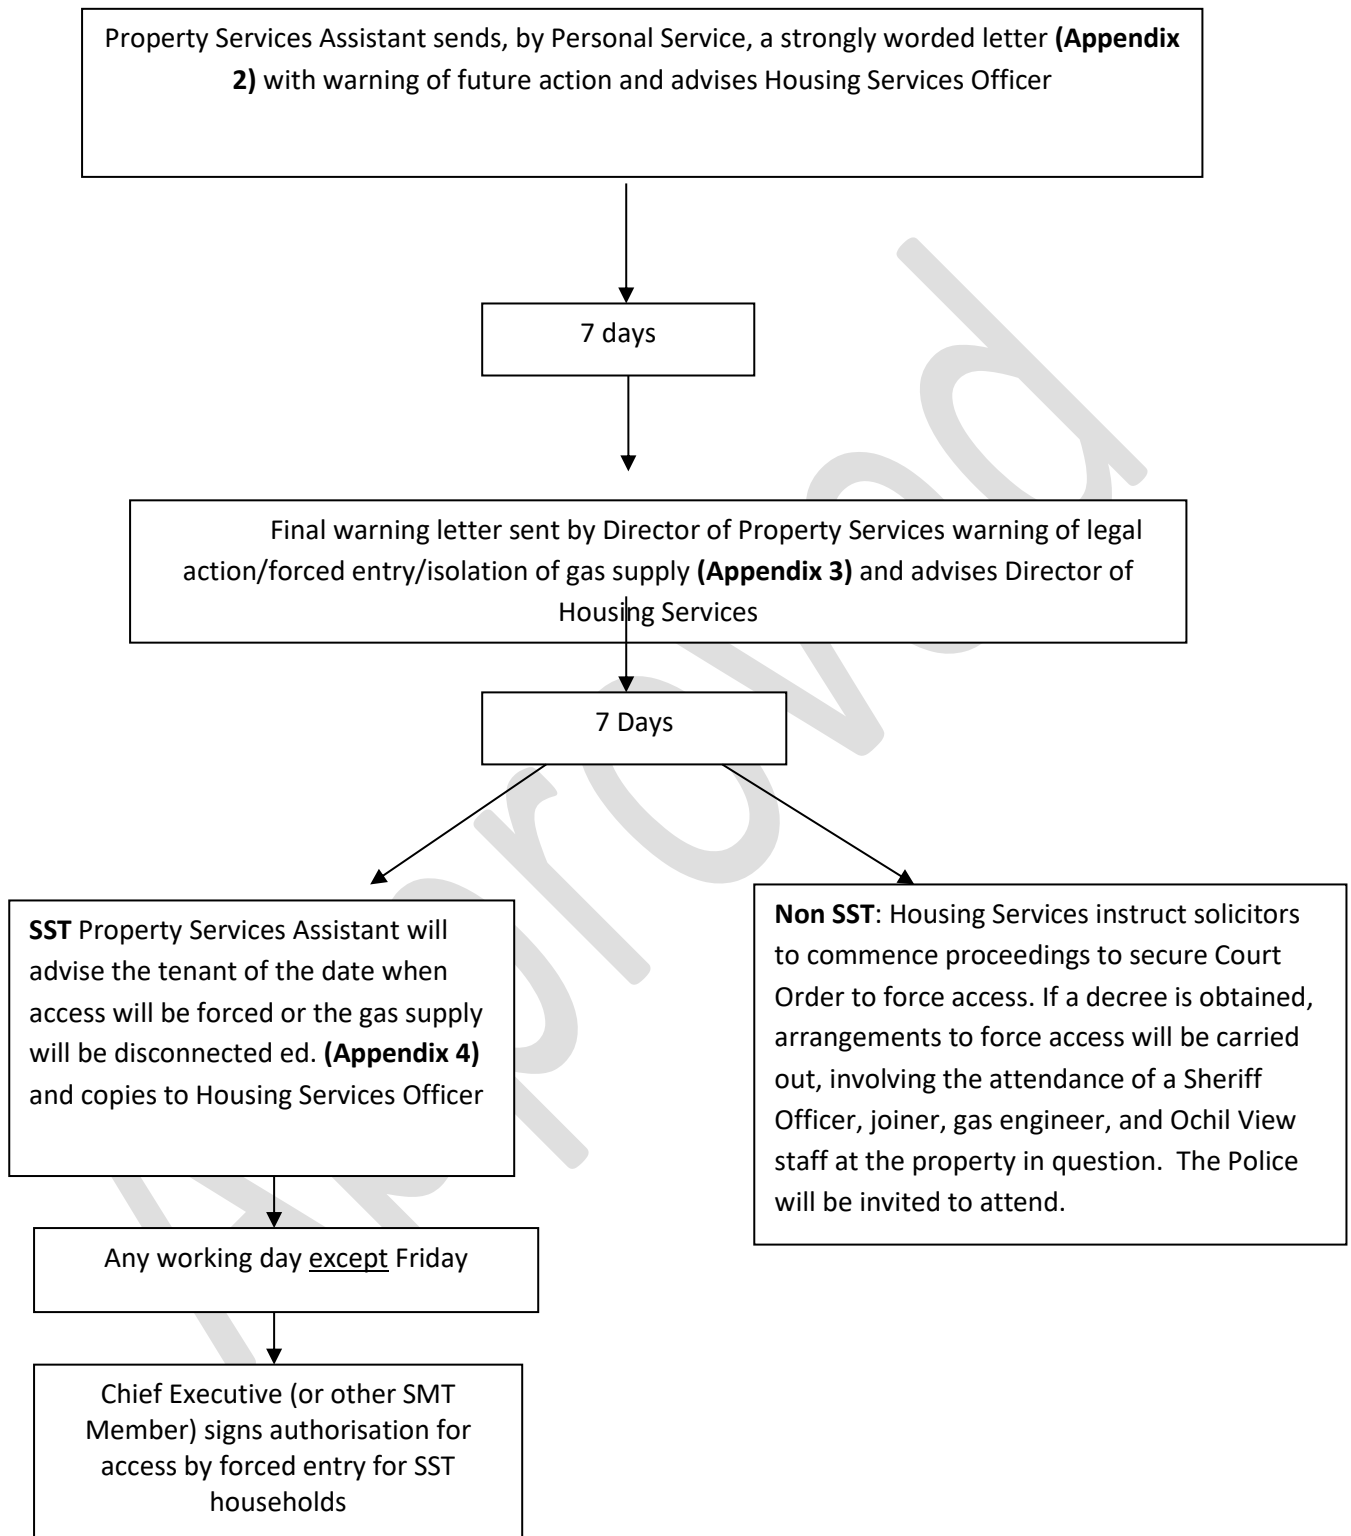 Property Services Assistant sends, by Personal Service, a strongly worded letter (Appendix
2) with warning of future action and advises Housing Services Officer
7 days
Final warning letter sent by Director of Property Services warning of legal
action/forced entry/isolation of gas supply (Appendix 3) and advises Director of
Housing Services
7 Days
SST Property Services Assistant will
advise the tenant of the date when
access will be forced or the gas supply
will be disconnected ed. (Appendix 4)
and copies to Housing Services Officer
Non SST: Housing Services instruct solicitors
to commence proceedings to secure Court
Order to force access. If a decree is obtained,
arrangements to force access will be carried
out, involving the attendance of a Sheriff
Officer, joiner, gas engineer, and Ochil View
staff at the property in question.  The Police
will be invited to attend.
Any working day except Friday
Chief Executive (or other SMT
Member) signs authorisation for
access by forced entry for SST
households
Approved